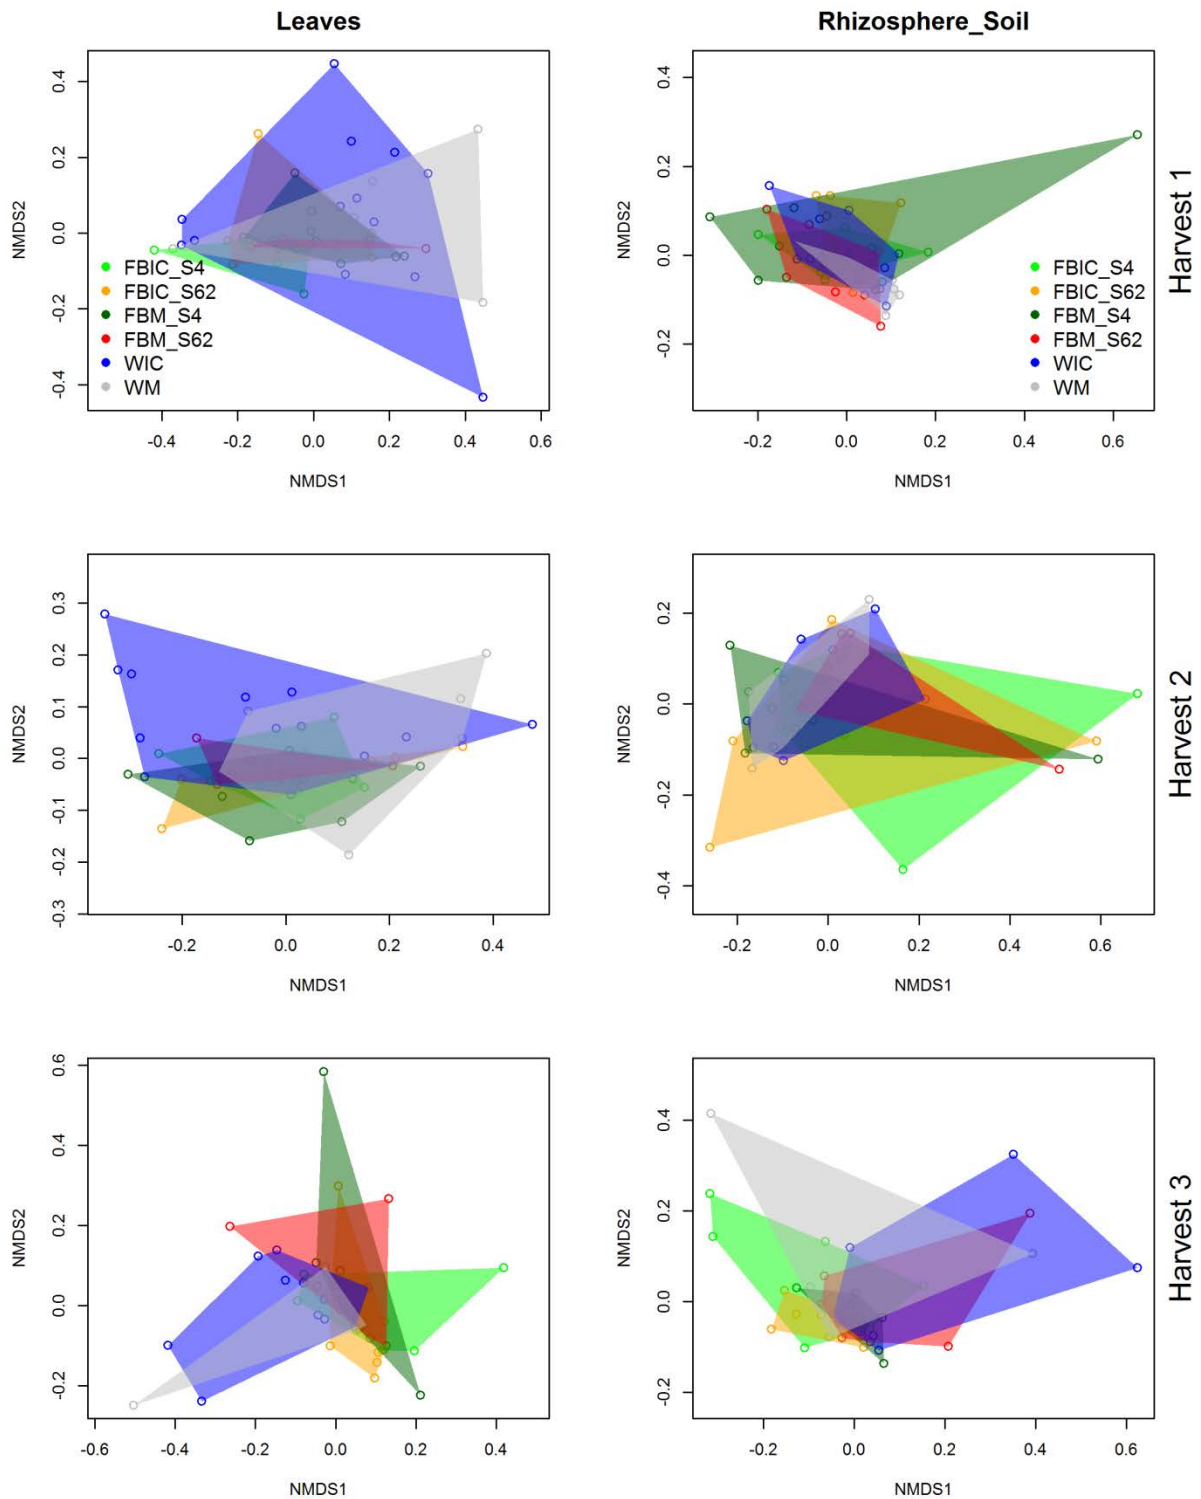 Leaves
Rhizosphere_Soil
0.4
0.2
0.0
-0.2
-0.4
NMDS2
FBIC_S4
FBIC_S62
FBM_S4
FBM_S62
WIC
WM
-0.4
-0.2
0.0
0.2
0.4
0.6
NMDS1
0.4
0.2
0.0
-0.2
NMDS2
FBIC_S4
FBIC_S62
FBM_S4
FBM_S62
WIC
WM
-0.2
0.0
0.2
0.4
0.6
NMDS1
Harvest 1
0.3
0.2
0.1
0.0
-0.1
-0.2
-0.3
NMDS2
-0.2
0.0
0.2
0.4
NMDS1
0.2
0.0
-0.2
-0.4
NMDS2
-0.2
0.0
0.2
0.4
0.6
NMDS1
Harvest 2
0.6
0.4
0.2
0.0
-0.2
NMDS2
-0.6
-0.4
-0.2
0.0
0.2
0.4
NMDS1
0.4
0.2
0.0
-0.2
NMDS2
-0.2
0.0
0.2
0.4
0.6
NMDS1
Harvest 3